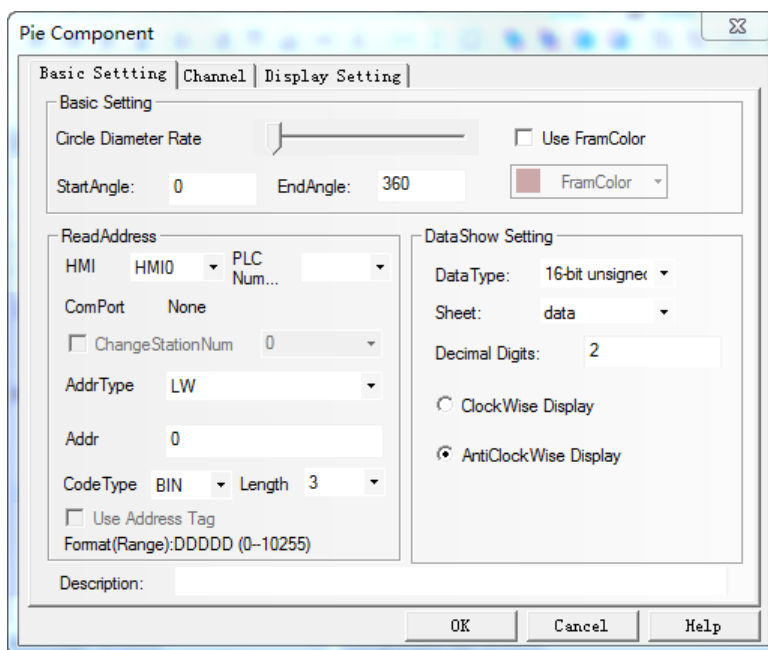 Pie Component
Basic Settting Channel Display Setting
Basic Setting
Circle Diameter Rate Use FramColor
StartAngle: 0 EndAngle: 360 FramColor
ReadAddress
HMI HMI0 PLC Num...
ComPort None
ChangeStationNum 0
AddrType LW
Addr 0
CodeType BIN Length 3
Use Address Tag
Format(Range):DDDDD (0--10255)
DataShow Setting
DataType: 16-bit unsigned
Sheet: data
Decimal Digits: 2
ClockWise Display
AntiClockWise Display
Description:
OK Cancel Help